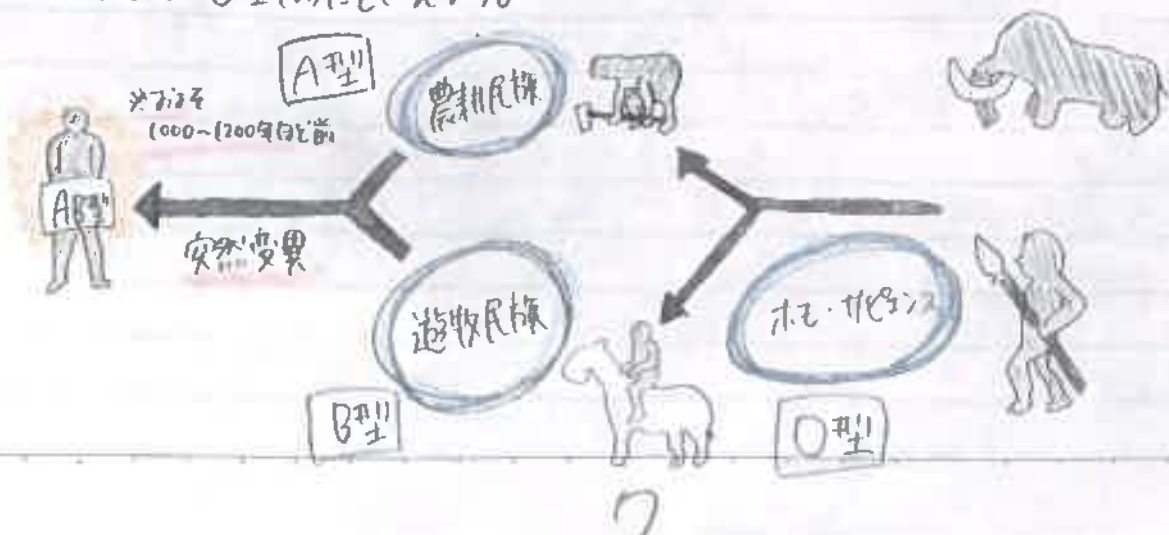 A型
農耕民族
※おおそ
1000~1200年ほど前
AB型
突然変異
遊牧民族
ホモ・サピエンス
B型
O型
7